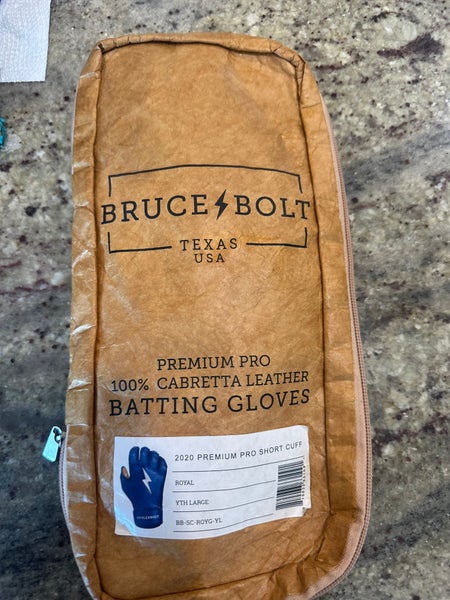 BRUCE BOLT
TEXAS
USA
PREMIUM PRO
100% CABRETTA LEATHER
BATTING GLOVES
2020 PREMIUM PRO SHORT CUFF
ROYAL
YTH LARGE
BB-SC-ROYG-YL